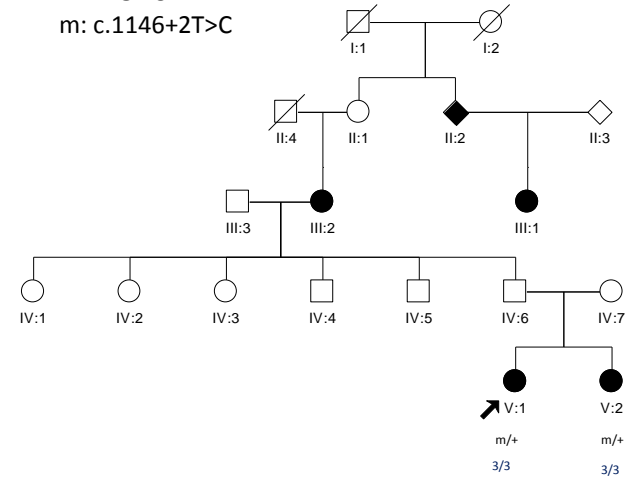 m: c.1146+2T>C
I:1 I:2
II:4 II:1 II:2 II:3
III:3 III:2 III:1
IV:1 IV:2 IV:3 IV:4 IV:5 IV:6 IV:7
V:1 V:2
m/+ m/+
3/3 3/3